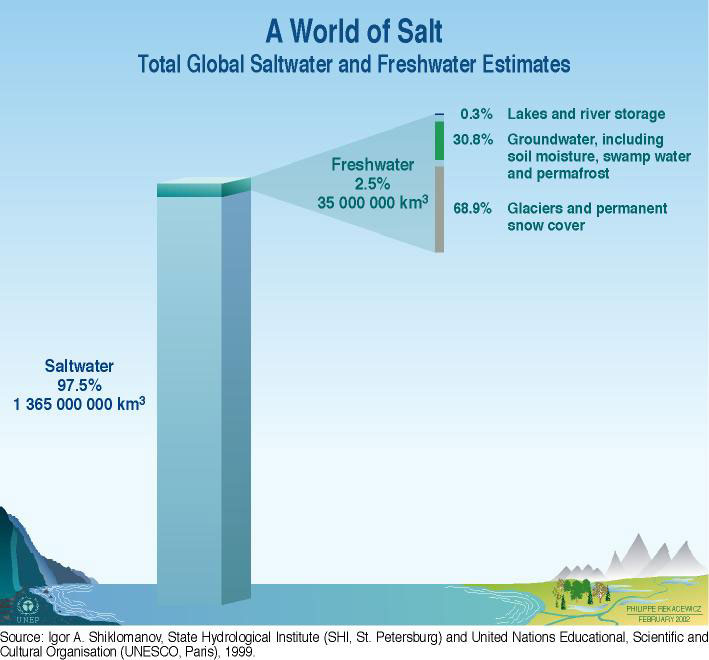 A World of Salt
Total Global Saltwater and Freshwater Estimates
0.3% Lakes and river storage
30.8% Groundwater, including
soil moisture, swamp water
and permafrost
68.9% Glaciers and permanent
snow cover
Freshwater
2.5%
35 000 000 km³
Saltwater
97.5%
1 365 000 000 km³
UNEP
PHILIPPE REKACEWICZ
FEBRUARY 2002
Source: Igor A. Shiklomanov, State Hydrological Institute (SHI, St. Petersburg) and United Nations Educational, Scientific and
Cultural Organisation (UNESCO, Paris), 1999.